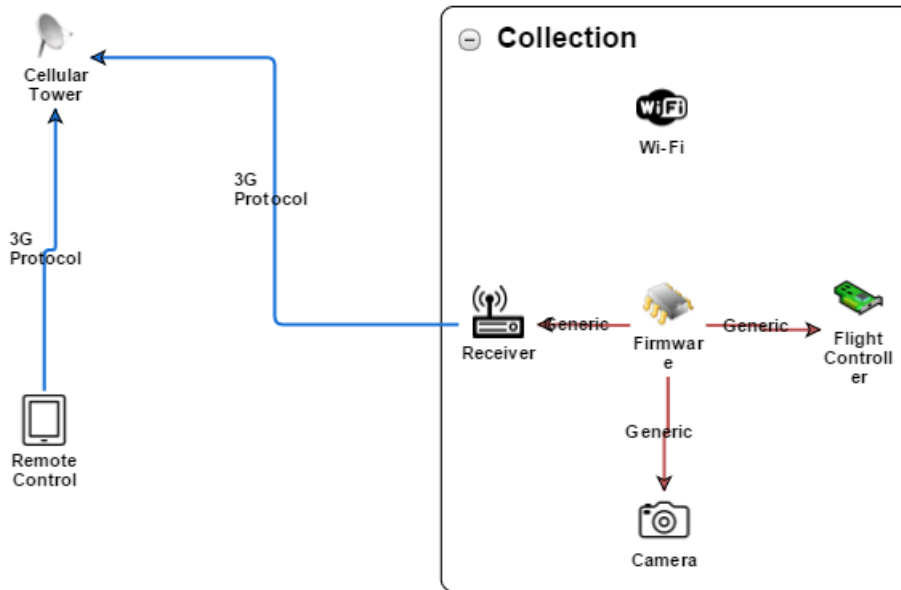 Collection
Cellular
Tower
WiFi
Wi-Fi
3G
Protocol
3G
Protocol
Generic
Generic
Receiver
Firmwar
e
Flight
Controll
er
Generic
Remote
Control
Camera